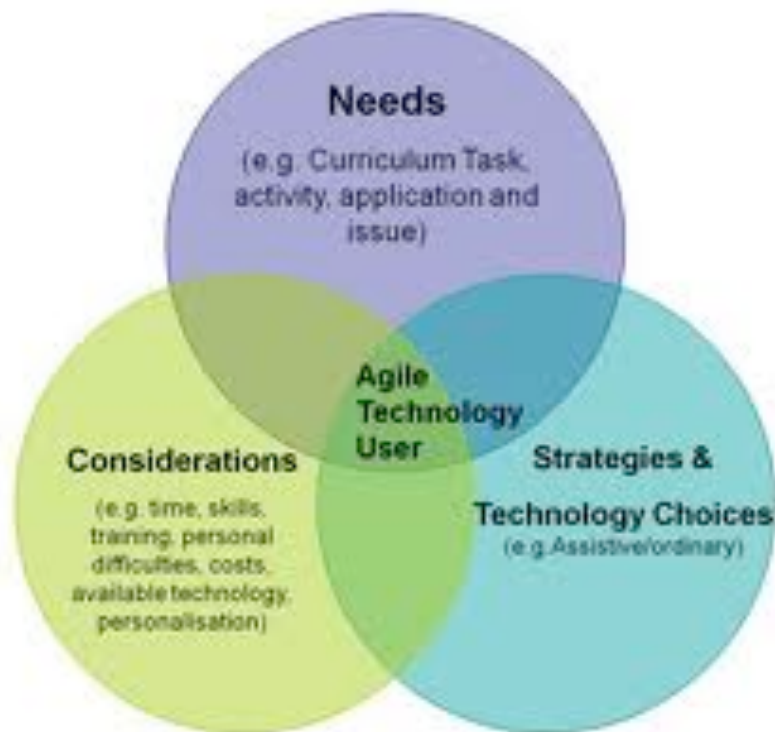 Needs
(e.g. Curriculum Task,
activity, application and
issue)
Agile
Technology
User
Considerations
(e.g. time, skills,
training, personal
difficulties, costs,
available technology,
personalisation)
Strategies &
Technology Choices
(e.g.Assistive/ordinary)